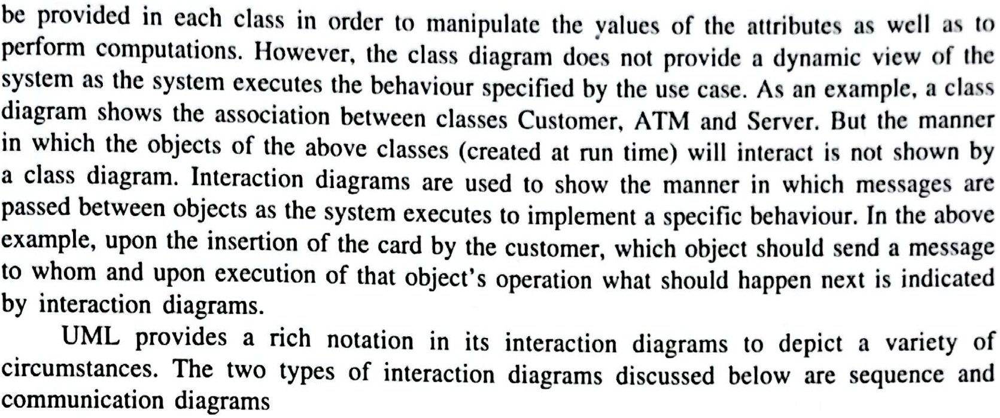 be provided in each class in order to manipulate the values of the attributes as well as to
perform computations. However, the class diagram does not provide a dynamic view of the
system as the system executes the behaviour specified by the use case. As an example, a class
diagram shows the association between classes Customer, ATM and Server. But the manner
in which the objects of the above classes (created at run time) will interact is not shown by
a class diagram. Interaction diagrams are used to show the manner in which messages are
passed between objects as the system executes to implement a specific behaviour. In the above
example, upon the insertion of the card by the customer, which object should send a message
to whom and upon execution of that object's operation what should happen next is indicated
by interaction diagrams.
UML provides a rich notation in its interaction diagrams to depict a variety of
circumstances. The two types of interaction diagrams discussed below are sequence and
communication diagrams